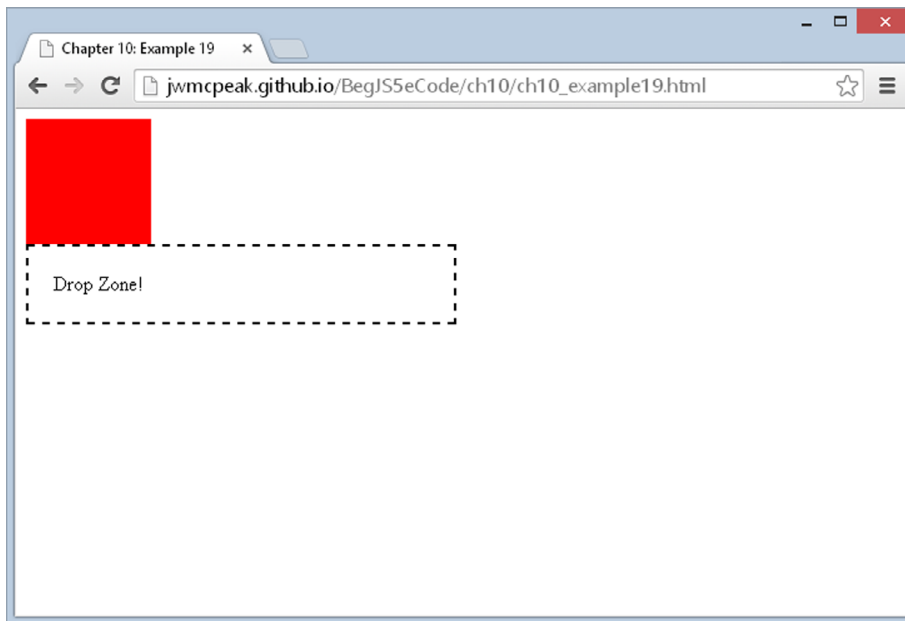 Chapter 10: Example 19
jwmcpeak.github.io/BegJS5eCode/ch10/ch10_example19.html
Drop Zone!